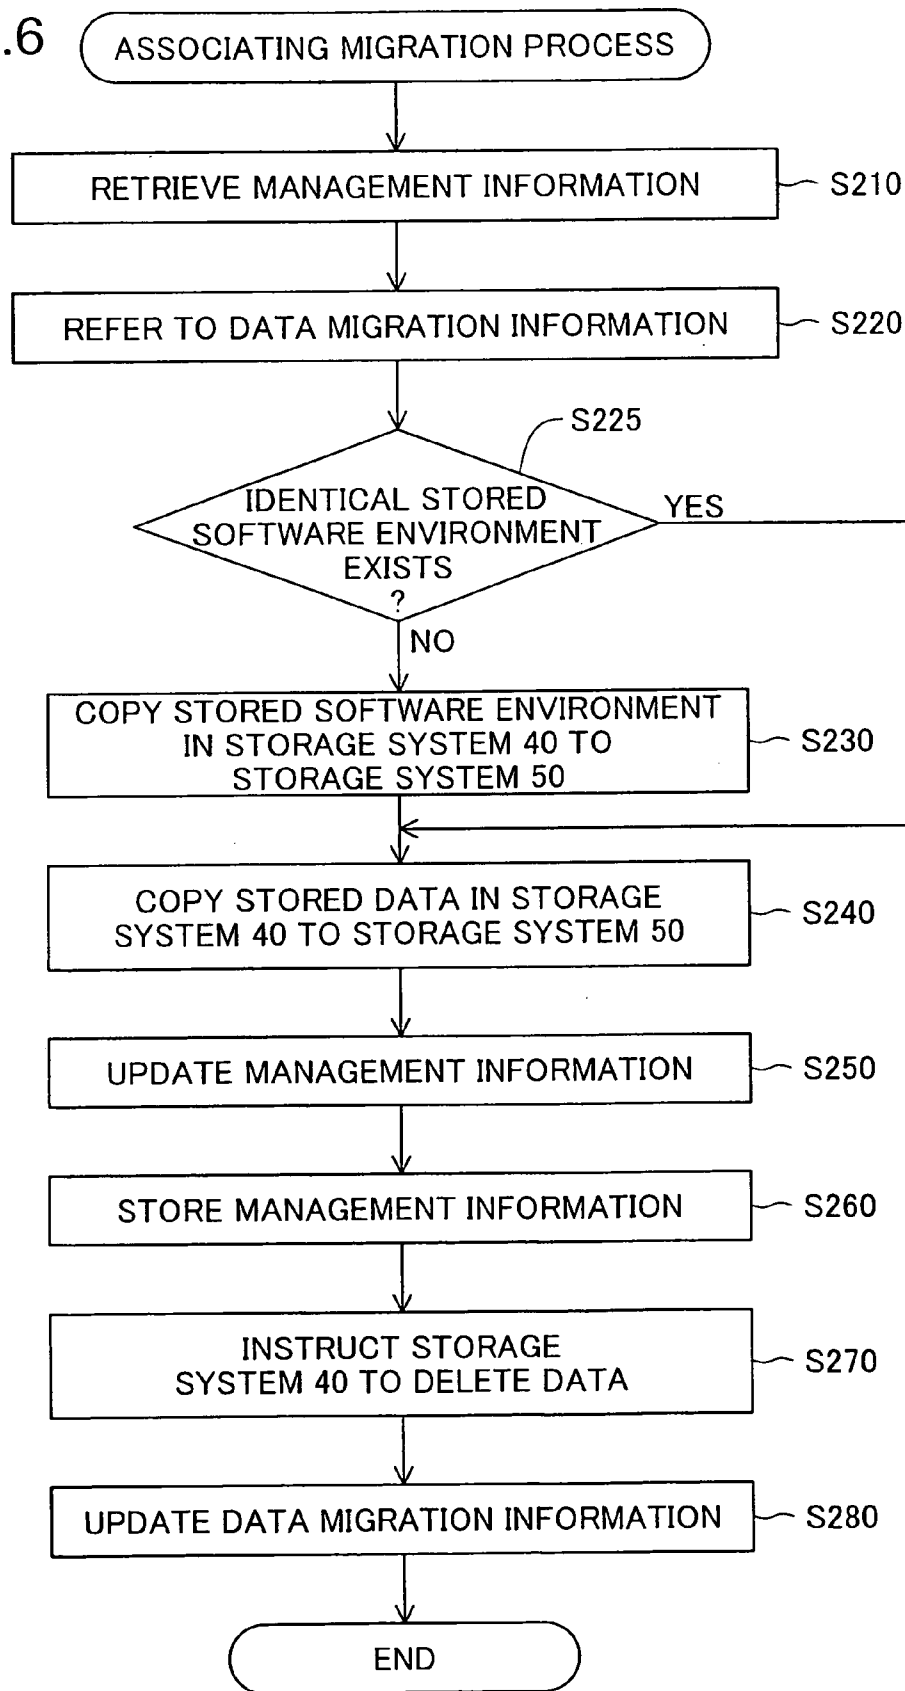 .6
ASSOCIATING MIGRATION PROCESS
RETRIEVE MANAGEMENT INFORMATION
S210
REFER TO DATA MIGRATION INFORMATION
S220
S225
IDENTICAL STORED
SOFTWARE ENVIRONMENT
EXISTS
?
YES
NO
COPY STORED SOFTWARE ENVIRONMENT
IN STORAGE SYSTEM 40 TO
STORAGE SYSTEM 50
S230
COPY STORED DATA IN STORAGE
SYSTEM 40 TO STORAGE SYSTEM 50
S240
UPDATE MANAGEMENT INFORMATION
S250
STORE MANAGEMENT INFORMATION
S260
INSTRUCT STORAGE
SYSTEM 40 TO DELETE DATA
S270
UPDATE DATA MIGRATION INFORMATION
S280
END